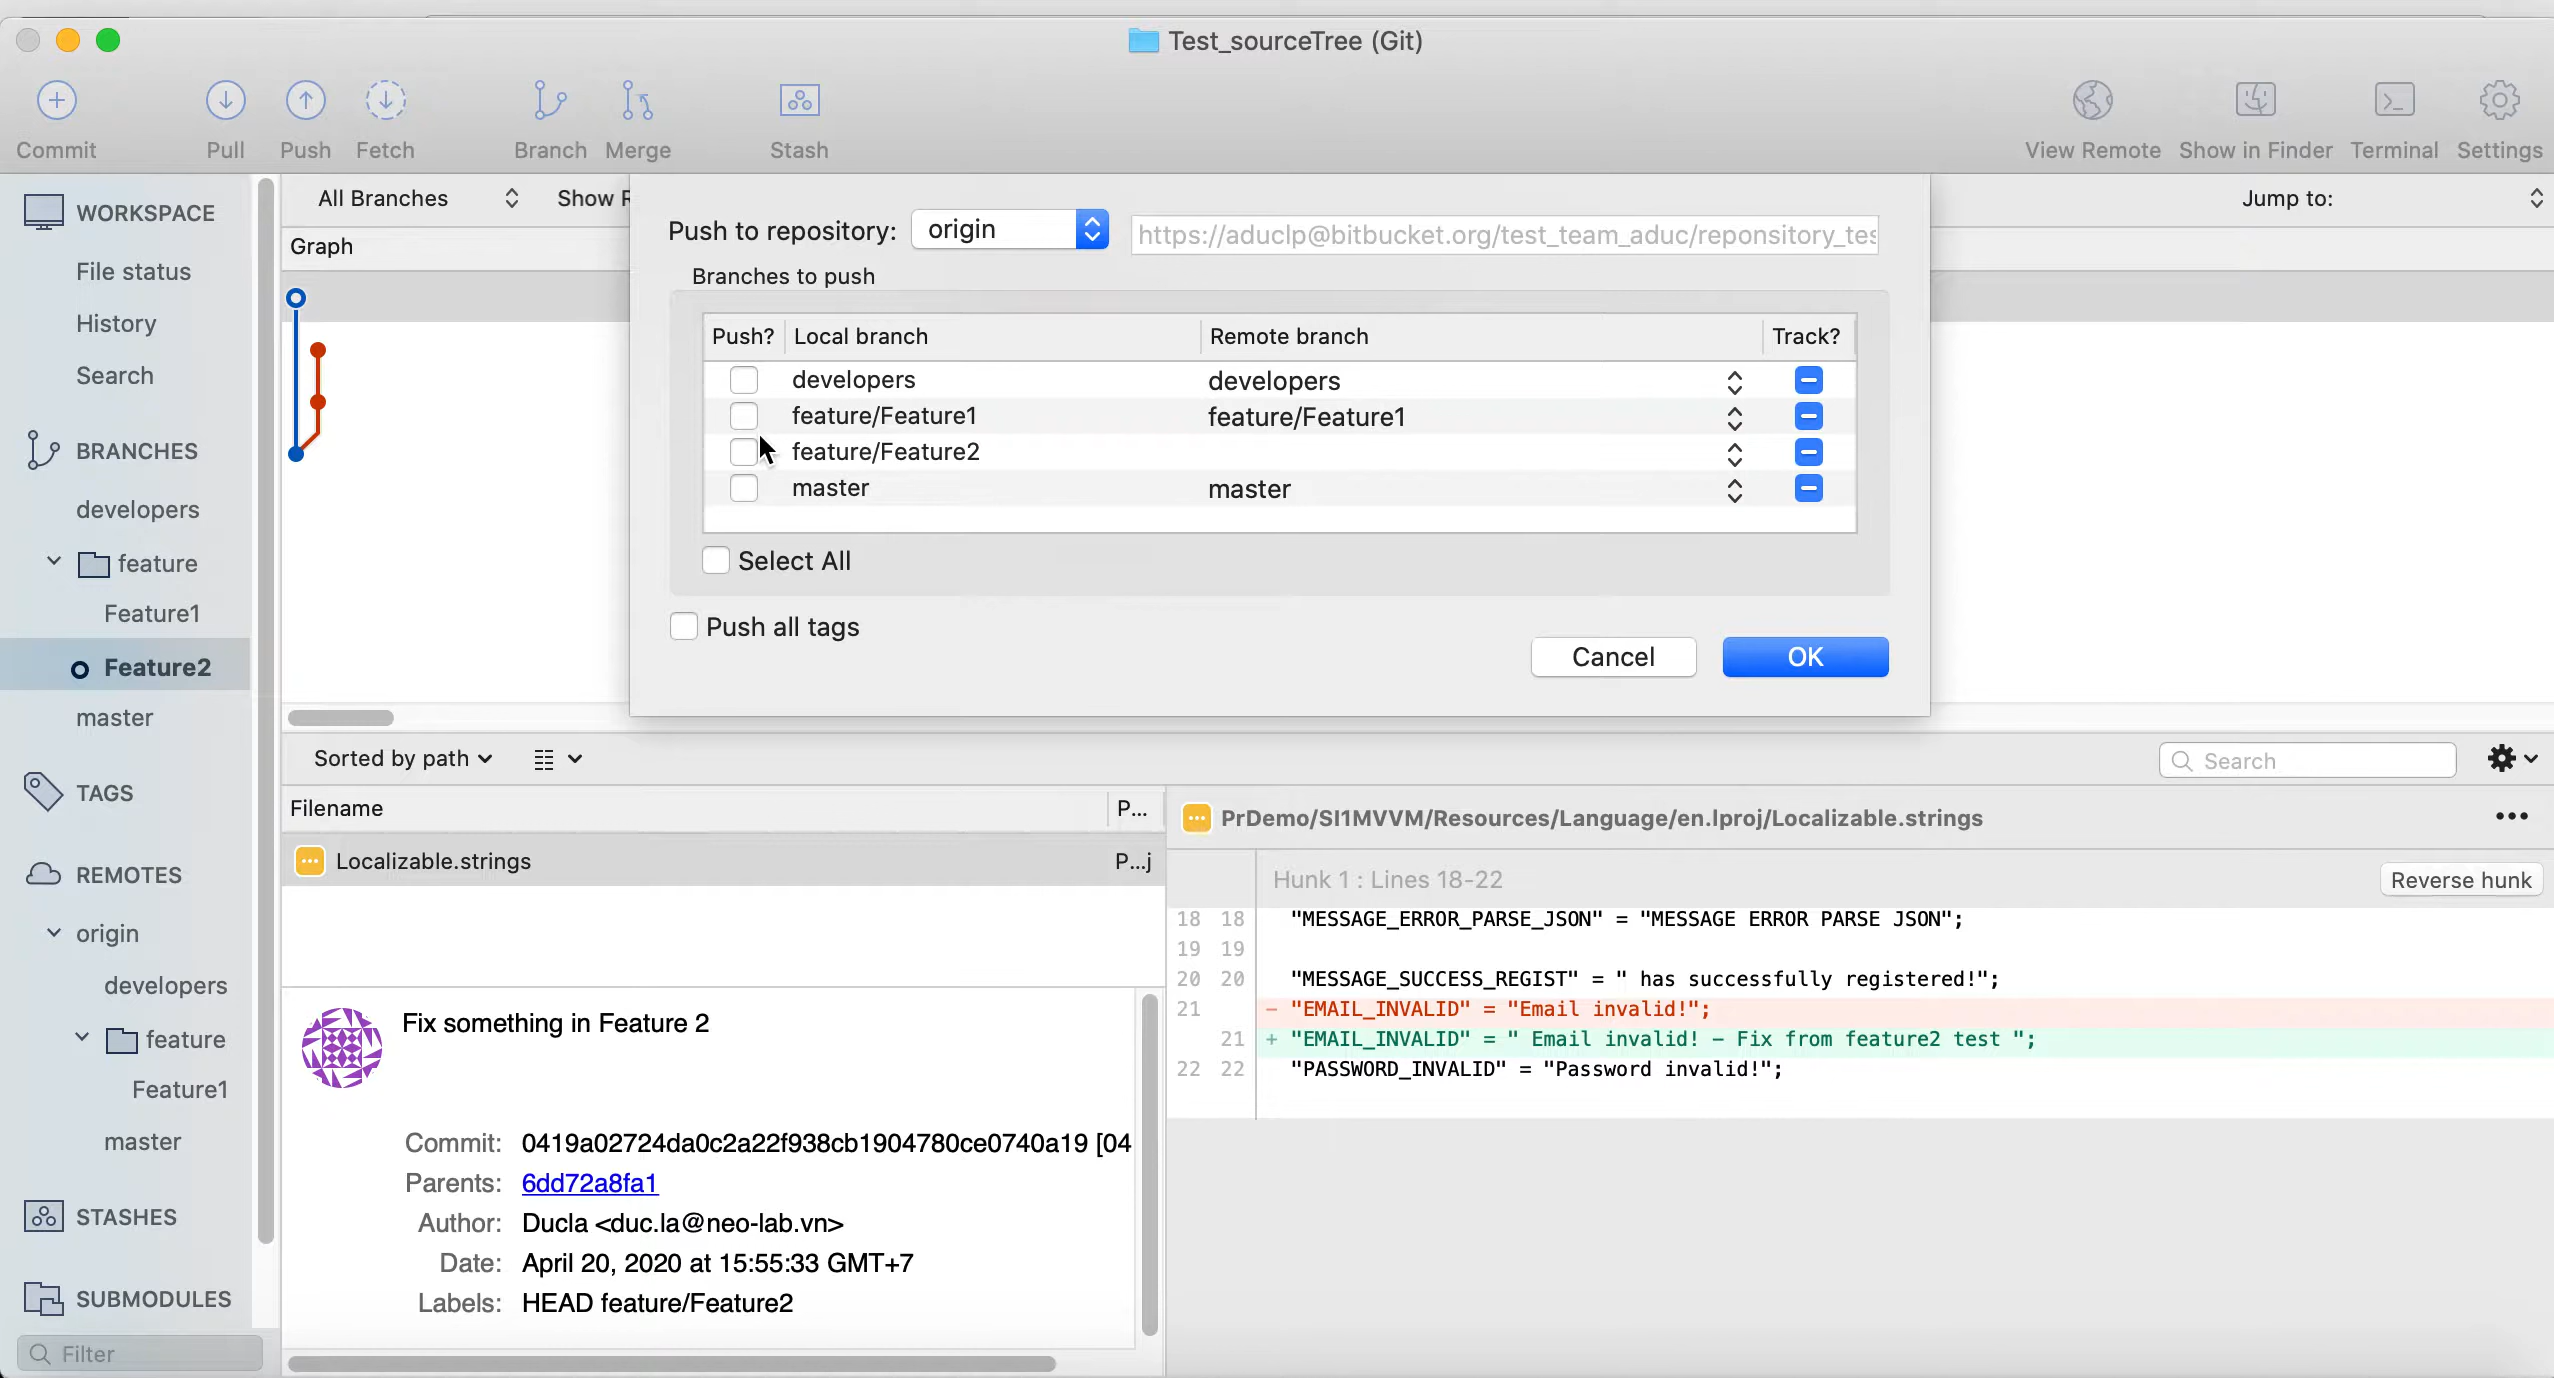 Test_sourceTree (Git)
Commit
Pull
Push
Fetch
Branch
Merge
Stash
View Remote
Show in Finder
Terminal
Settings
WORKSPACE
File status
History
Search
BRANCHES
developers
feature
Feature1
Feature2
master
TAGS
REMOTES
origin
developers
feature
Feature1
master
STASHES
SUBMODULES
Filter
All Branches
Show
Jump to:
Graph
Push to repository:
origin
https://aduclp@bitbucket.org/test_team_aduc/reponsitory_tes
Branches to push
Push? Local branch Remote branch Track?
developers developers
feature/Feature1 feature/Feature1
feature/Feature2
master master
Select All
Push all tags
Cancel
OK
Sorted by path
Search
Filename P...
Localizable.strings P...j
Fix something in Feature 2
Commit: 0419a02724da0c2a22f938cb1904780ce0740a19 [04
Parents: 6dd72a8fa1
Author: Ducla <duc.la@neo-lab.vn>
Date: April 20, 2020 at 15:55:33 GMT+7
Labels: HEAD feature/Feature2
PrDemo/SI1MVVM/Resources/Language/en.lproj/Localizable.strings
Hunk 1 : Lines 18-22
Reverse hunk
18 18 "MESSAGE_ERROR_PARSE_JSON" = "MESSAGE ERROR PARSE JSON";
19 19
20 20 "MESSAGE_SUCCESS_REGIST" = " has successfully registered!";
21 - "EMAIL_INVALID" = "Email invalid!";
21 + "EMAIL_INVALID" = " Email invalid! – Fix from feature2 test ";
22 22 "PASSWORD_INVALID" = "Password invalid!";